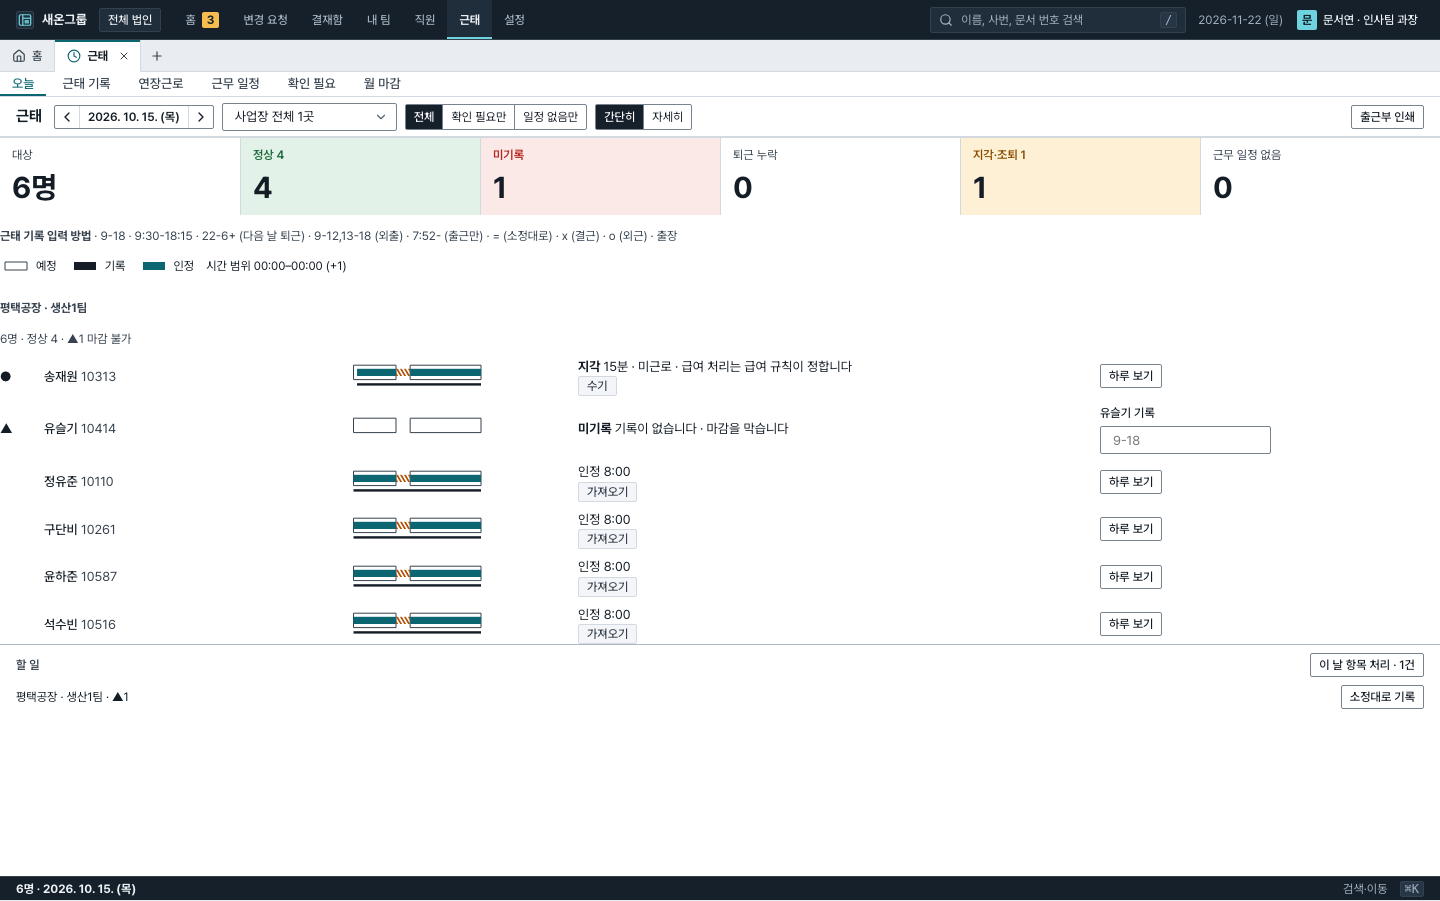 새온그룹 전체 법인 홈 3 변경 요청 결재함 내 팀 직원 근태 설정 이름, 사번, 문서 번호 검색 / 2026-11-22 (일) 문 문서연 · 인사팀 과장
홈 근태
오늘 근태 기록 연장근로 근무 일정 확인 필요 월 마감
근태 2026. 10. 15. (목) 사업장 전체 1곳 전체 확인 필요만 일정 없음만 간단히 자세히 출근부 인쇄
대상 정상 4 미기록 퇴근 누락 지각·조퇴 1 근무 일정 없음
6명 4 1 0 1 0
근태 기록 입력 방법 · 9-18 · 9:30-18:15 · 22-6+ (다음 날 퇴근) · 9-12,13-18 (외출) · 7:52- (출근만) · = (소정대로) · x (결근) · o (외근) · 출장
예정 기록 인정 시간 범위 00:00–00:00 (+1)
평택공장 · 생산1팀
6명 · 정상 4 · ▲1 마감 불가
● 송재원 10313 지각 15분 · 미근로 · 급여 처리는 급여 규칙이 정합니다 하루 보기
수기
유슬기 기록
▲ 유슬기 10414 미기록 기록이 없습니다 · 마감을 막습니다
9-18
정유준 10110 인정 8:00 하루 보기
가져오기
구단비 10261 인정 8:00 하루 보기
가져오기
윤하준 10587 인정 8:00 하루 보기
가져오기
석수빈 10516 인정 8:00 하루 보기
가져오기
할 일 이 날 항목 처리 · 1건
평택공장 · 생산1팀 · ▲1 소정대로 기록
6명 · 2026. 10. 15. (목) 검색·이동 ⌘K